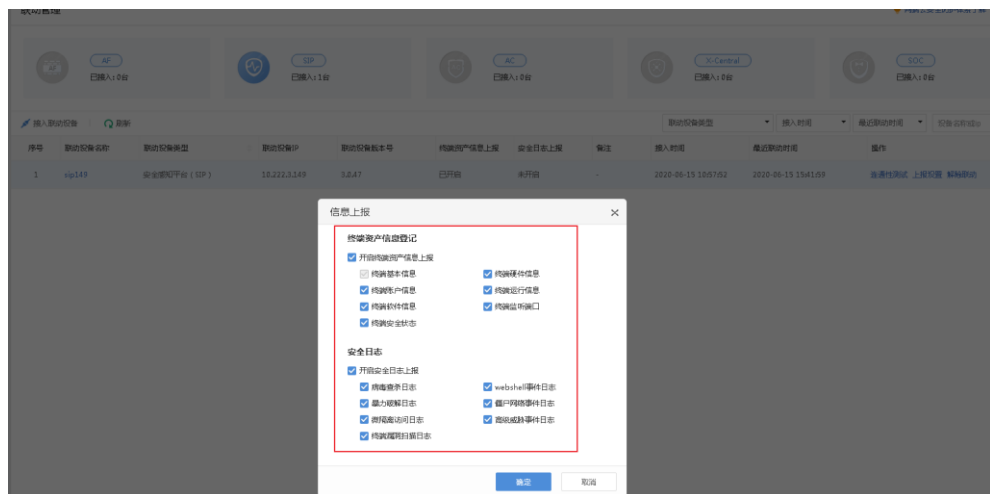 联动管理
AF
已接入: 0台
SIP
已接入: 1台
AC
已接入: 0台
X-Central
已接入: 0台
SOC
已接入: 0台
接入联动设备 刷新 联动设备类型 接入时间 最近联动时间
序号 联动设备名称 联动设备类型 联动设备IP 联动设备版本号 终端资产信息上报 安全日志上报 备注 接入时间 最近联动时间 操作
1 sip149 安全感知平台 ( SIP ) 10.222.3.149 3.0.47 已开启 未开启 - 2020-06-15 2020-06-15 连通性测试 上报设置 解除联动
信息上报
终端资产信息登记
开启终端资产信息上报
终端基本信息 终端硬件信息
终端账户信息 终端运行信息
终端软件信息 终端监听端口
终端安全状态
安全日志
开启安全日志上报
病毒查杀日志 webshell事件日志
暴力破解日志 僵尸网络事件日志
微隔离访问日志 高级威胁事件日志
终端漏洞扫描日志
确定 取消